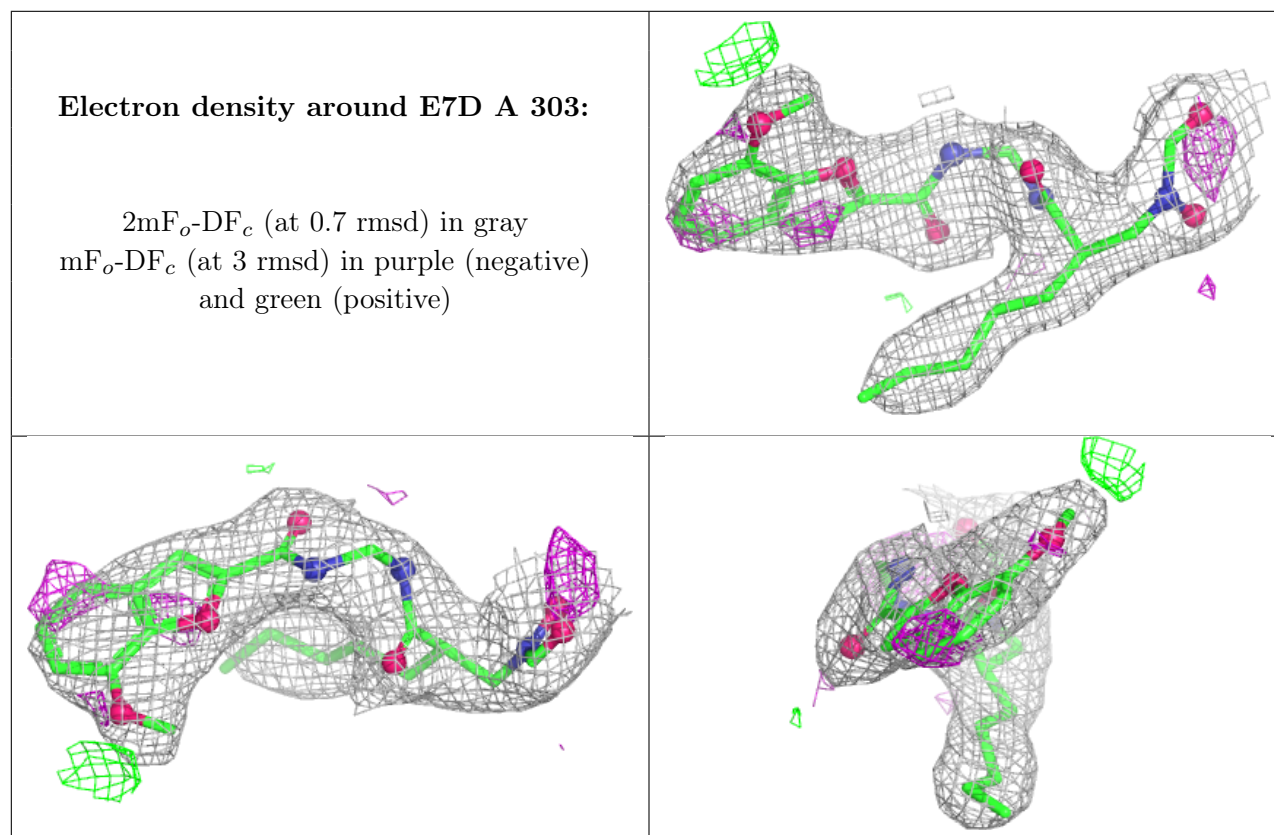 Electron density around E7D A 303:
2mFo-DFc (at 0.7 rmsd) in gray
mFo-DFc (at 3 rmsd) in purple (negative)
and green (positive)